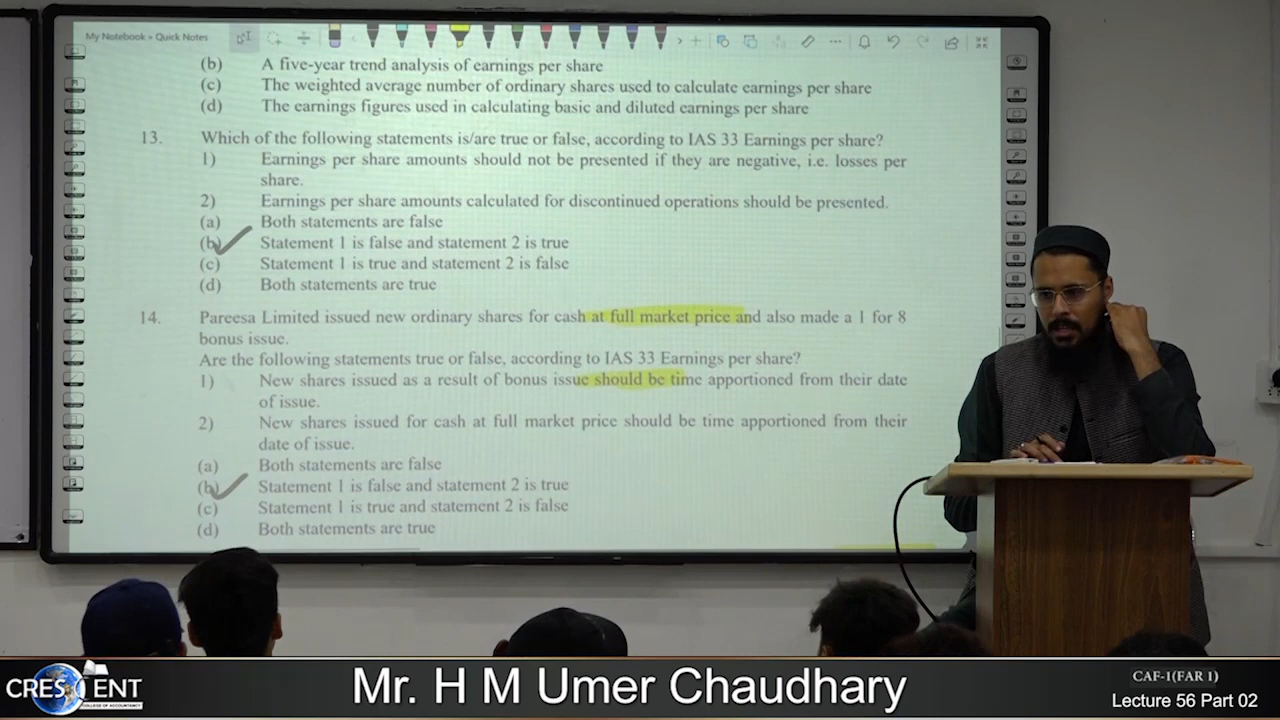 My Notebook » Quick Notes
(b) A five-year trend analysis of earnings per share
(c) The weighted average number of ordinary shares used to calculate earnings per share
(d) The earnings figures used in calculating basic and diluted earnings per share
13. Which of the following statements is/are true or false, according to IAS 33 Earnings per share?
1) Earnings per share amounts should not be presented if they are negative, i.e. losses per
share.
2) Earnings per share amounts calculated for discontinued operations should be presented.
(a) Both statements are false
(b) Statement 1 is false and statement 2 is true
(c) Statement 1 is true and statement 2 is false
(d) Both statements are true
14. Pareesa Limited issued new ordinary shares for cash at full market price and also made a 1 for 8
bonus issue.
Are the following statements true or false, according to IAS 33 Earnings per share?
1) New shares issued as a result of bonus issue should be time apportioned from their date
of issue.
2) New shares issued for cash at full market price should be time apportioned from their
date of issue.
(a) Both statements are false
(b) Statement 1 is false and statement 2 is true
(c) Statement 1 is true and statement 2 is false
(d) Both statements are true
CRESCENT
COLLEGE OF ACCOUNTANCY
Mr. H M Umer Chaudhary
CAF-1(FAR 1)
Lecture 56 Part 02